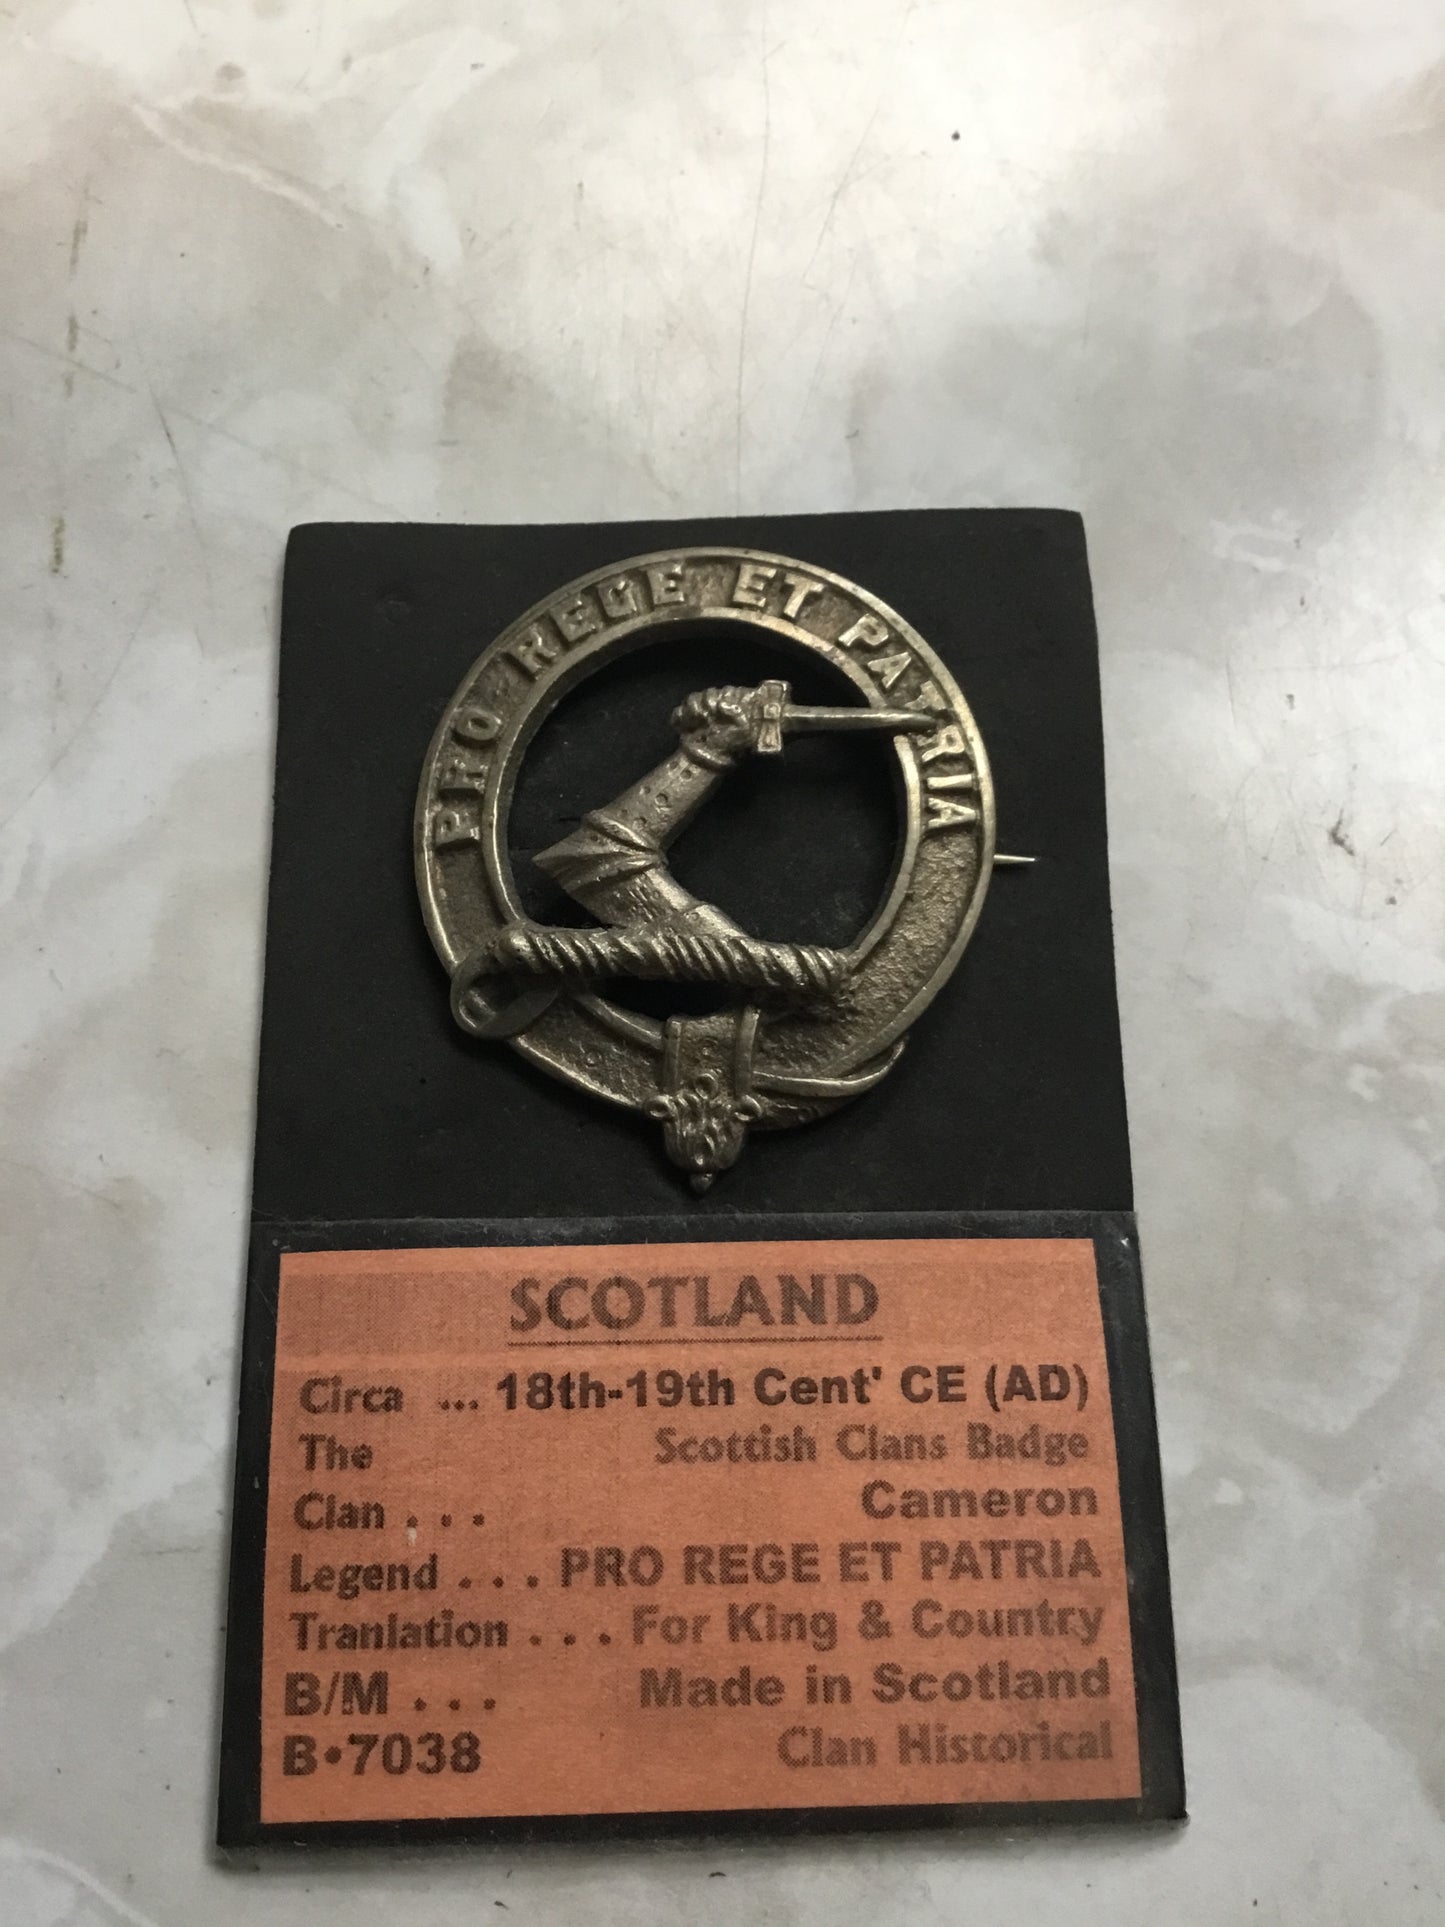 PRO REGE ET PATRIA
SCOTLAND
Circa ... 18th-19th Cent' CE (AD)
The Scottish Clans Badge
Clan . . . Cameron
Legend . . . PRO REGE ET PATRIA
Tranlation . . . For King & Country
B/M . . . Made in Scotland
B•7038 Clan Historical